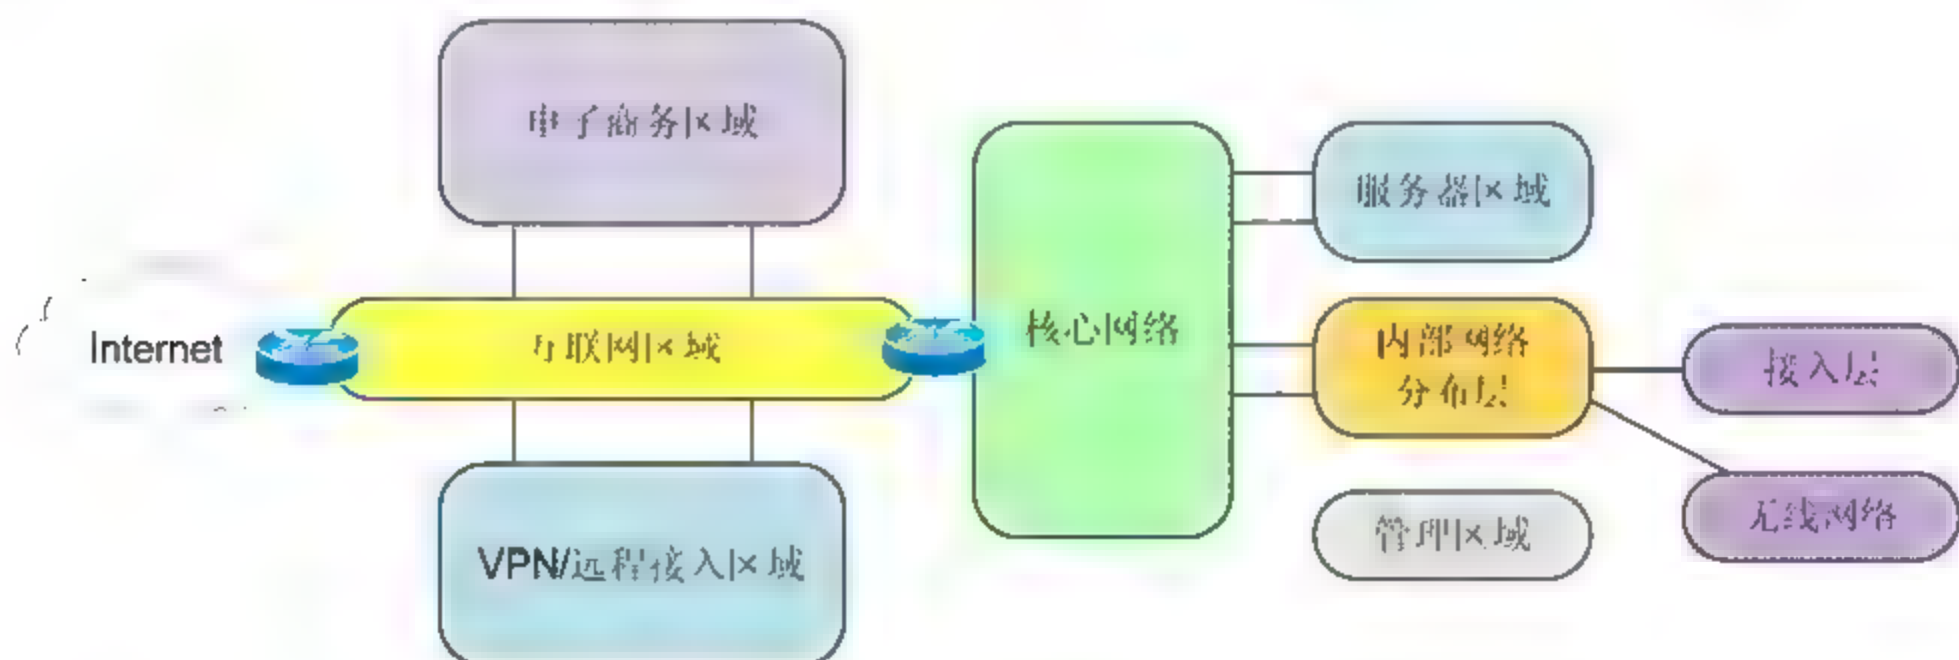 电子商务区域
服务器区域
Internet
互联网区域
核心网络
内部网络
分布层
接入层
VPN/远程接入区域
管理区域
无线网络